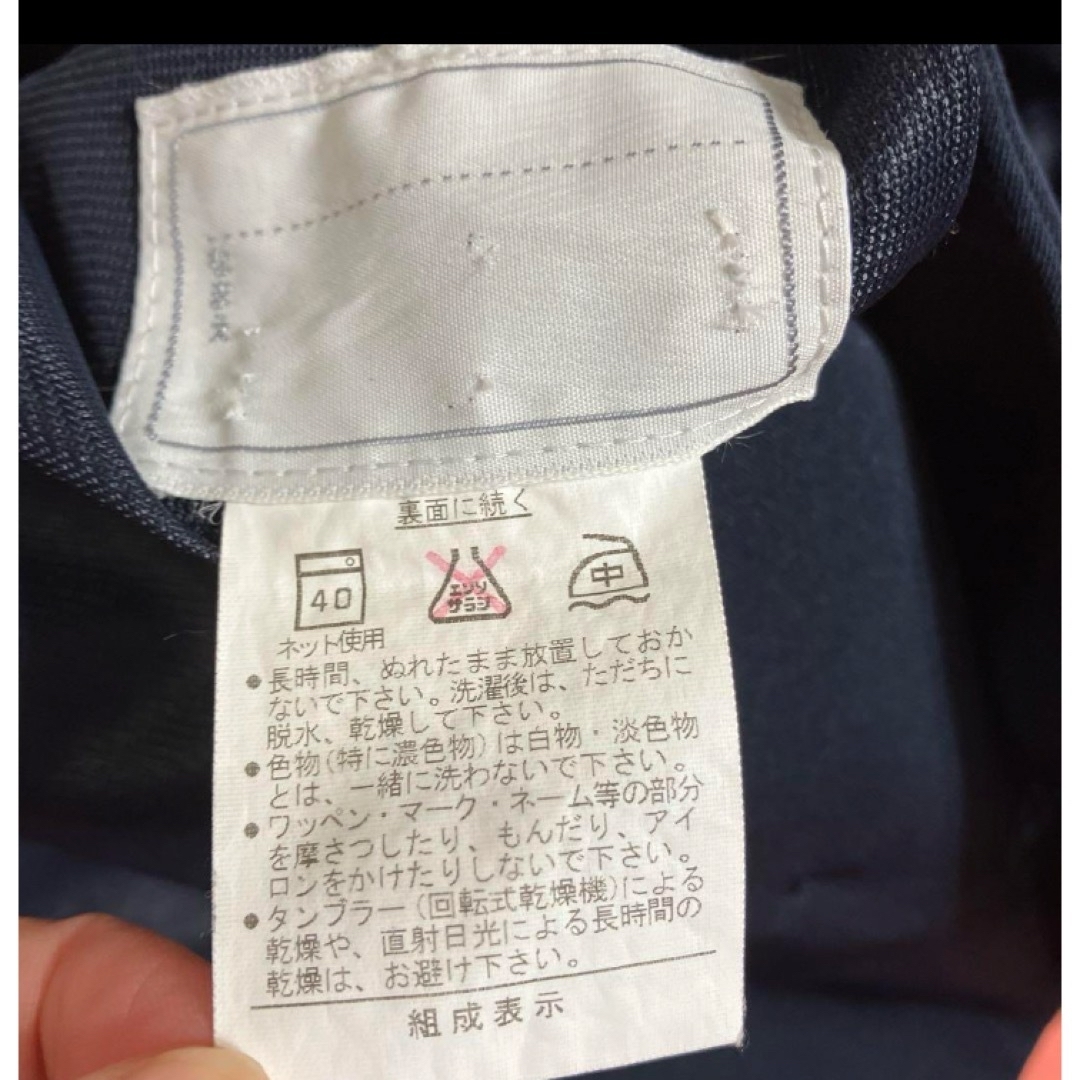 裏面に続く
40
エンソ
サラシ
中
ネット使用
●長時間、ぬれたまま放置しておか
ないで下さい。洗濯後は、ただちに
脱水、乾燥して下さい。
●色物(特に濃色物)は白物・淡色物
とは、一緒に洗わないで下さい。
●ワッペン・マーク・ネーム等の部分
を摩さつしたり、もんだり、アイ
ロンをかけたりしないで下さい。
●タンブラー(回転式乾燥機)による
乾燥や、直射日光による長時間の
乾燥は、お避け下さい。
組成表示